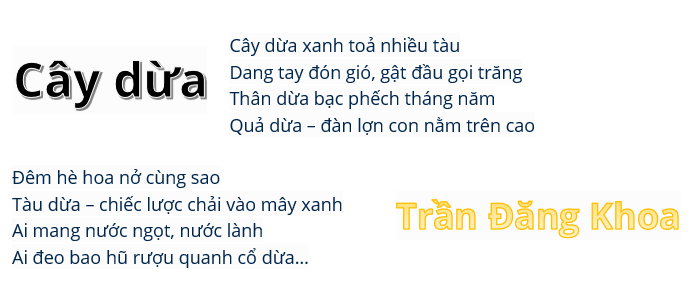 Cây dừa
Cây dừa xanh toả nhiều tàu
Dang tay đón gió, gật đầu gọi trăng
Thân dừa bạc phếch tháng năm
Quả dừa – đàn lợn con nằm trên cao
Đêm hè hoa nở cùng sao
Tàu dừa – chiếc lược chải vào mây xanh
Ai mang nước ngọt, nước lành
Ai đeo bao hũ rượu quanh cổ dừa...
Trần Đăng Khoa